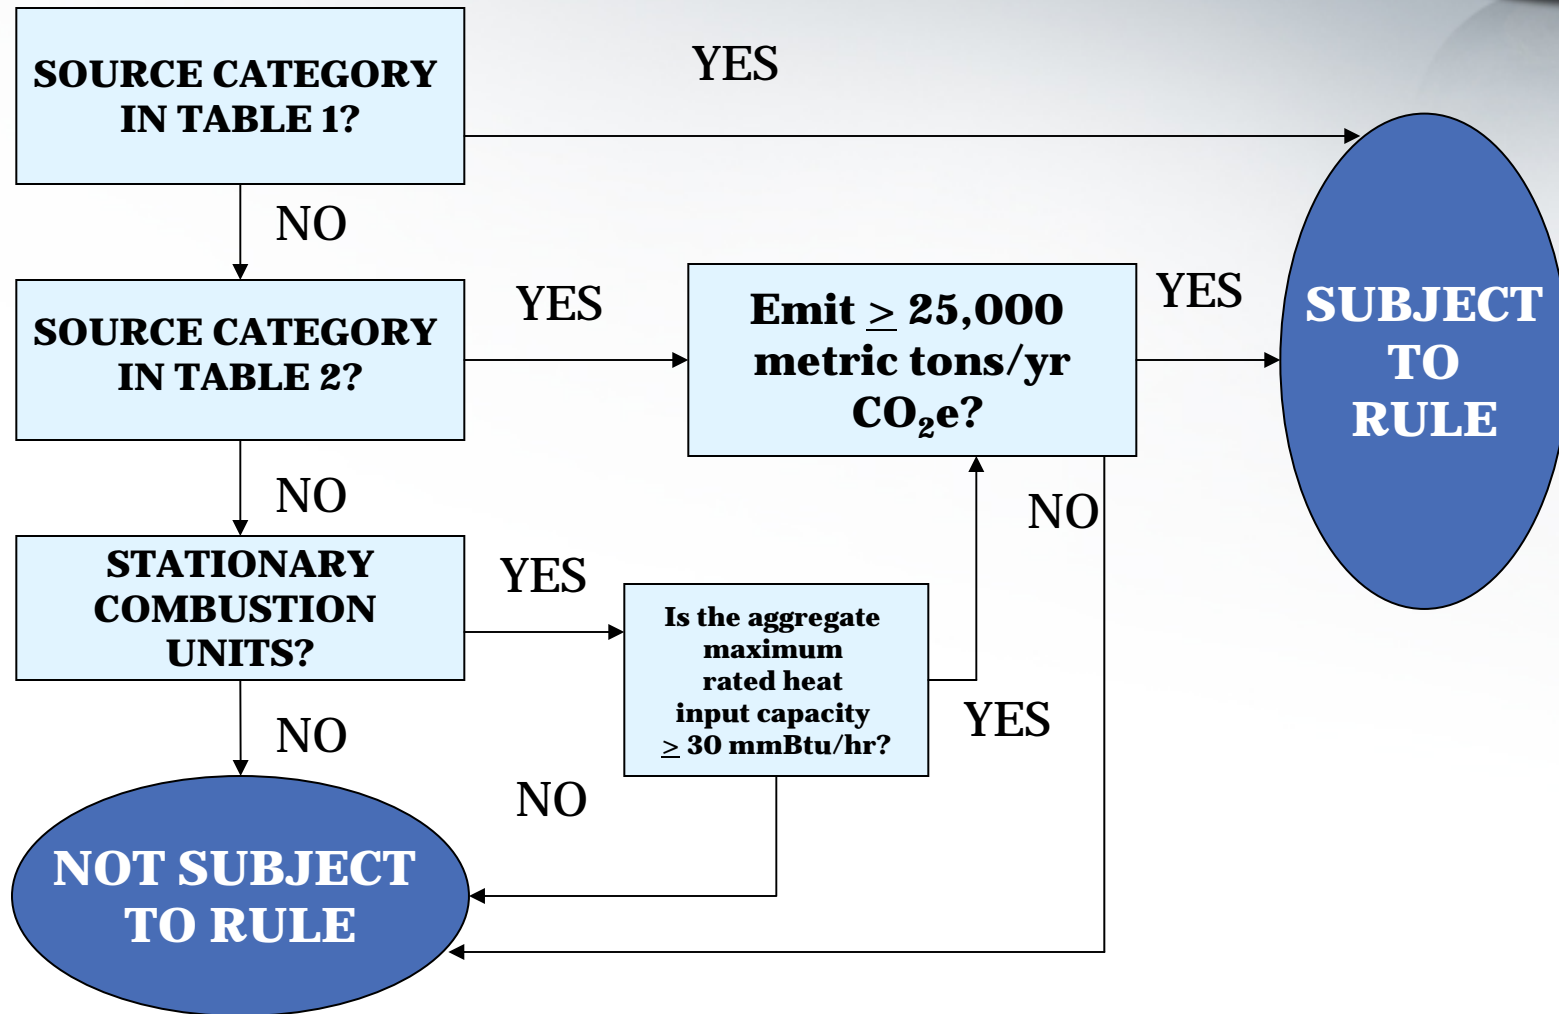 SOURCE CATEGORY
IN TABLE 1?
YES
NO
SOURCE CATEGORY
IN TABLE 2?
YES
Emit ≥ 25,000
metric tons/yr
CO₂e?
YES
SUBJECT
TO
RULE
NO
NO
STATIONARY
COMBUSTION
UNITS?
YES
Is the aggregate
maximum
rated heat
input capacity
≥ 30 mmBtu/hr?
YES
NO
NO
NOT SUBJECT
TO RULE